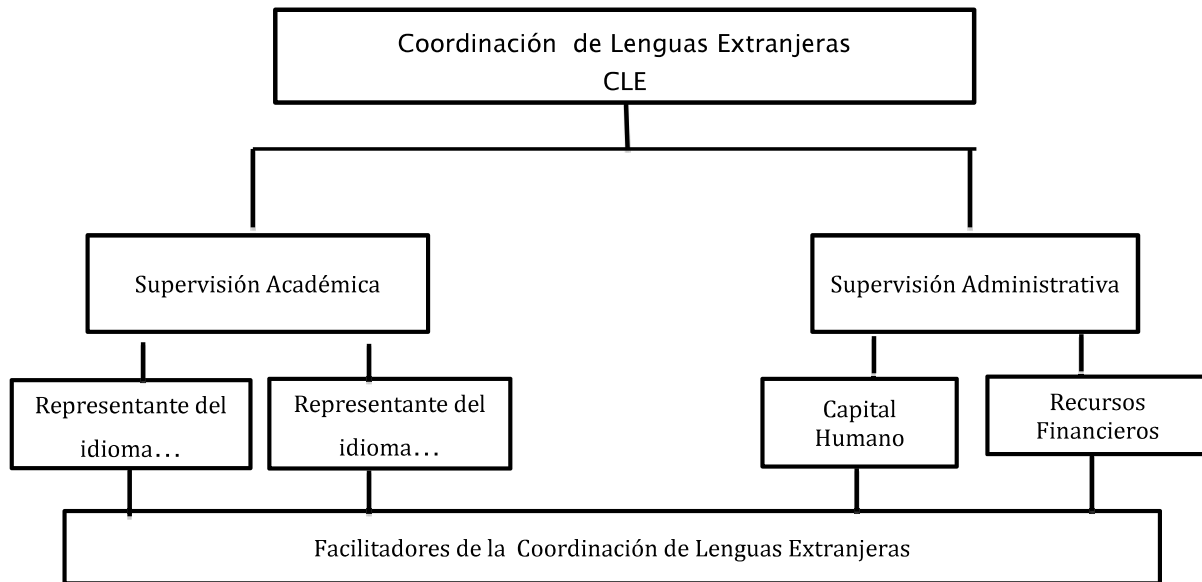 Coordinación de Lenguas Extranjeras
CLE
Supervisión Académica
Supervisión Administrativa
Representante del
idioma…
Representante del
idioma…
Capital
Humano
Recursos
Financieros
Facilitadores de la Coordinación de Lenguas Extranjeras